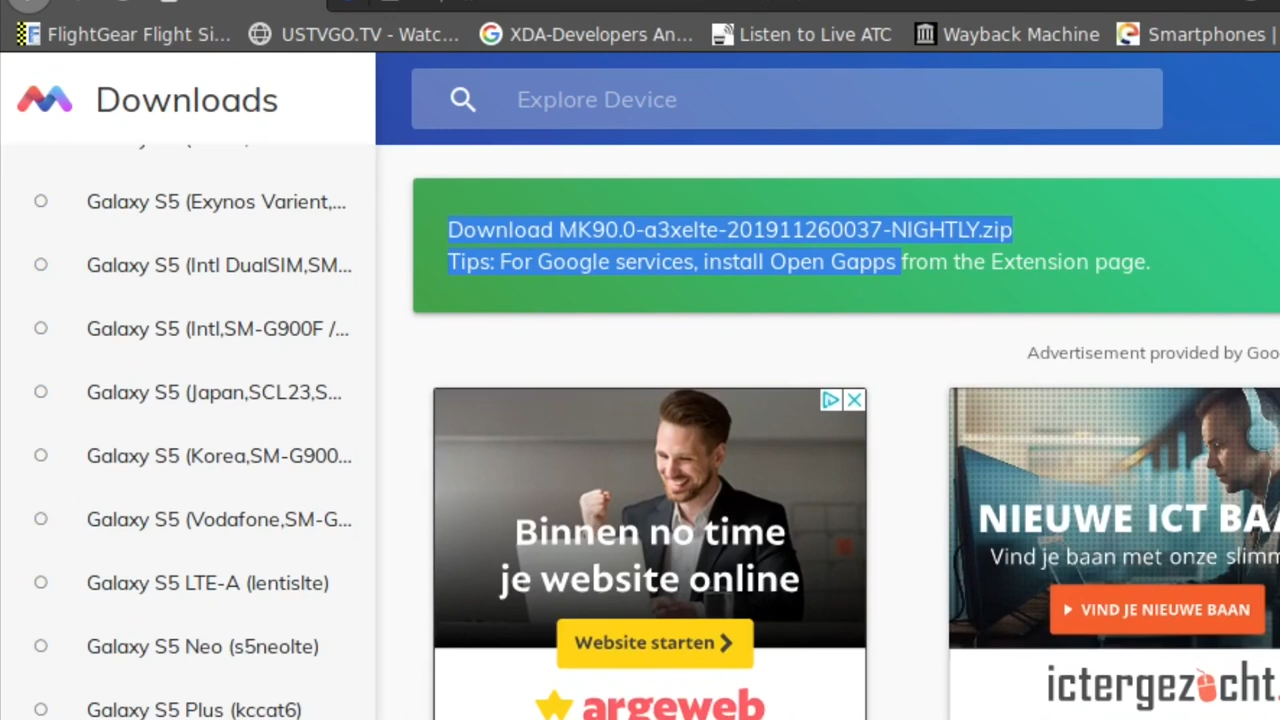 FlightGear Flight Si...
USTVGO.TV - Watc...
XDA-Developers An...
Listen to Live ATC
Wayback Machine
Smartphones |
Downloads
Explore Device
Galaxy S5 (Exynos Varient,...
Galaxy S5 (Intl DualSIM,SM...
Galaxy S5 (Intl,SM-G900F /...
Galaxy S5 (Japan,SCL23,S...
Galaxy S5 (Korea,SM-G900...
Galaxy S5 (Vodafone,SM-G...
Galaxy S5 LTE-A (lentislte)
Galaxy S5 Neo (s5neolte)
Galaxy S5 Plus (kccat6)
Download MK90.0-a3xelte-201911260037-NIGHTLY.zip
Tips: For Google services, install Open Gapps from the Extension page.
Advertisement provided by Goo
Binnen no time
je website online
Website starten
argeweb
NIEUWE ICT BA
Vind je baan met onze slimm
VIND JE NIEUWE BAAN
ictergezocht.